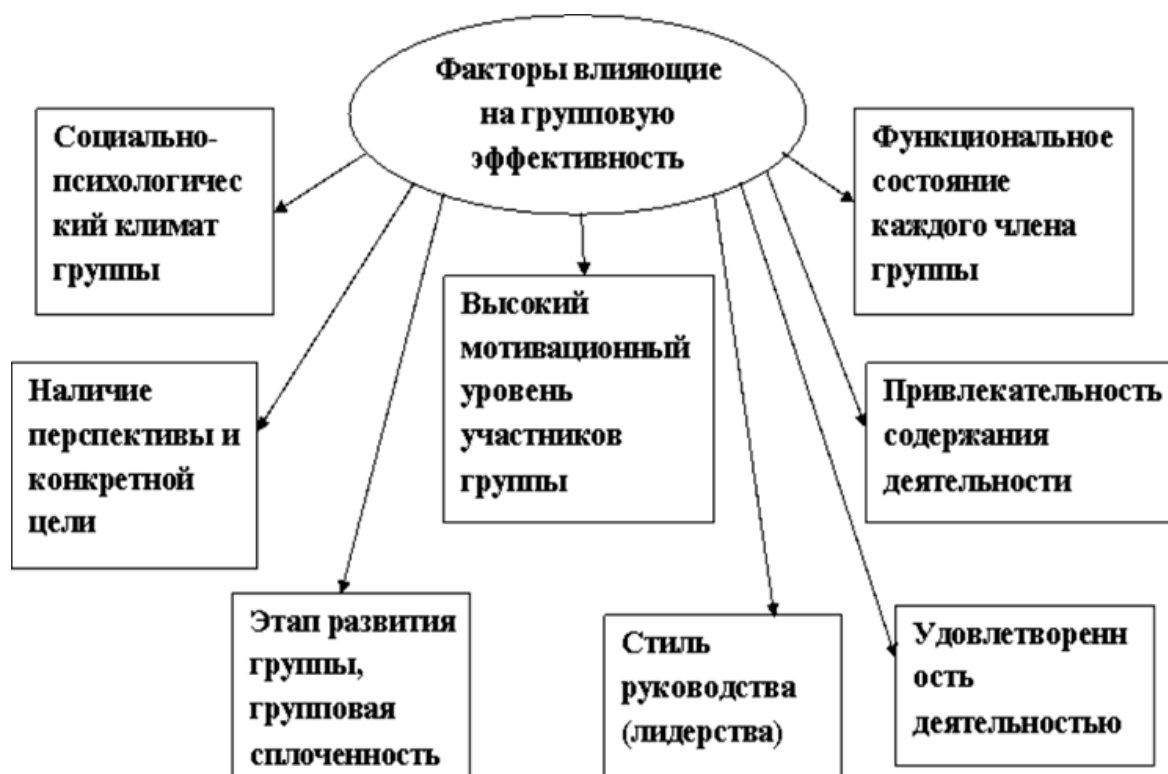 Факторы влияющие
на групповую
эффективность
Социально-
психологичес
кий климат
группы
Функциональное
состояние
каждого члена
группы
Высокий
мотивационный
уровень
участников
группы
Наличие
перспективы и
конкретной
цели
Привлекательность
содержания
деятельности
Этап развития
группы,
групповая
сплоченность
Стиль
руководства
(лидерства)
Удовлетворенн
ость
деятельностью